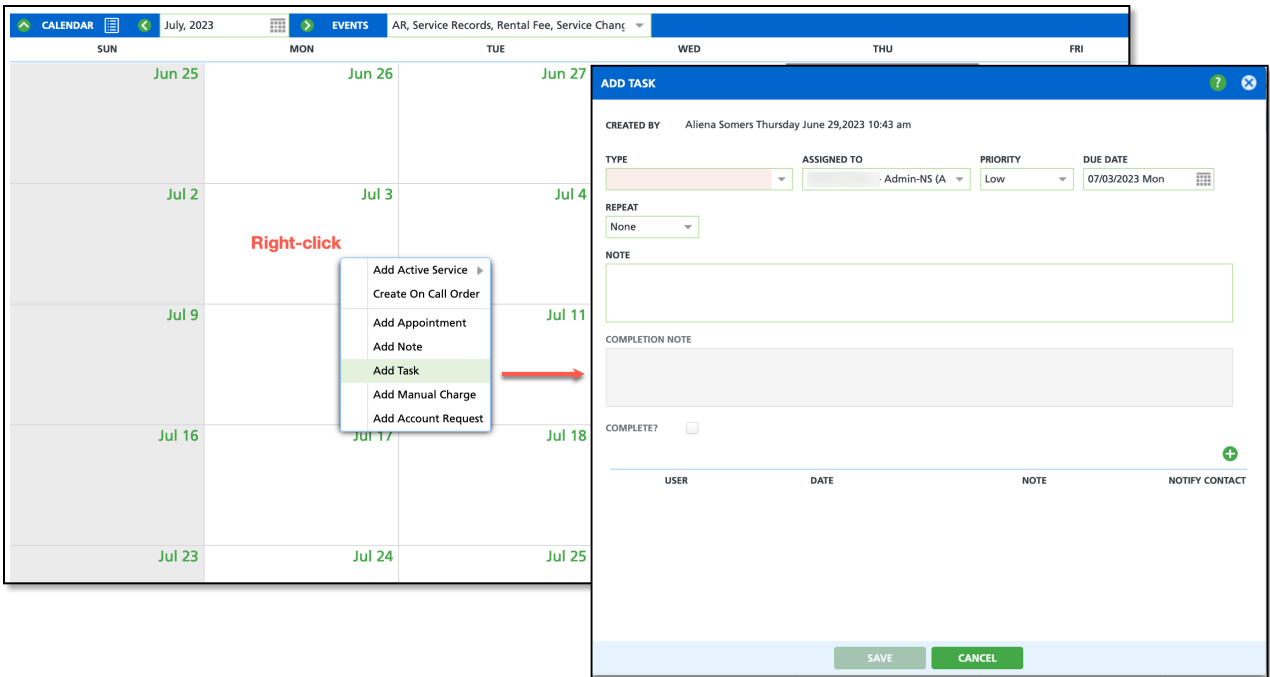 CALENDAR July, 2023 EVENTS AR, Service Records, Rental Fee, Service Chang
SUN MON TUE WED THU FRI
Jun 25 Jun 26 Jun 27
Jul 2 Jul 3 Jul 4
Right-click
Add Active Service
Create On Call Order
Add Appointment
Add Note
Add Task
Add Manual Charge
Add Account Request
Jul 9 Jul 11
Jul 16 Jul 17 Jul 18
Jul 23 Jul 24 Jul 25
ADD TASK ?
CREATED BY Aliena Somers Thursday June 29,2023 10:43 am
TYPE ASSIGNED TO PRIORITY DUE DATE
- Admin-NS (A Low 07/03/2023 Mon
REPEAT
None
NOTE
COMPLETION NOTE
COMPLETE?
USER DATE NOTE NOTIFY CONTACT
SAVE CANCEL